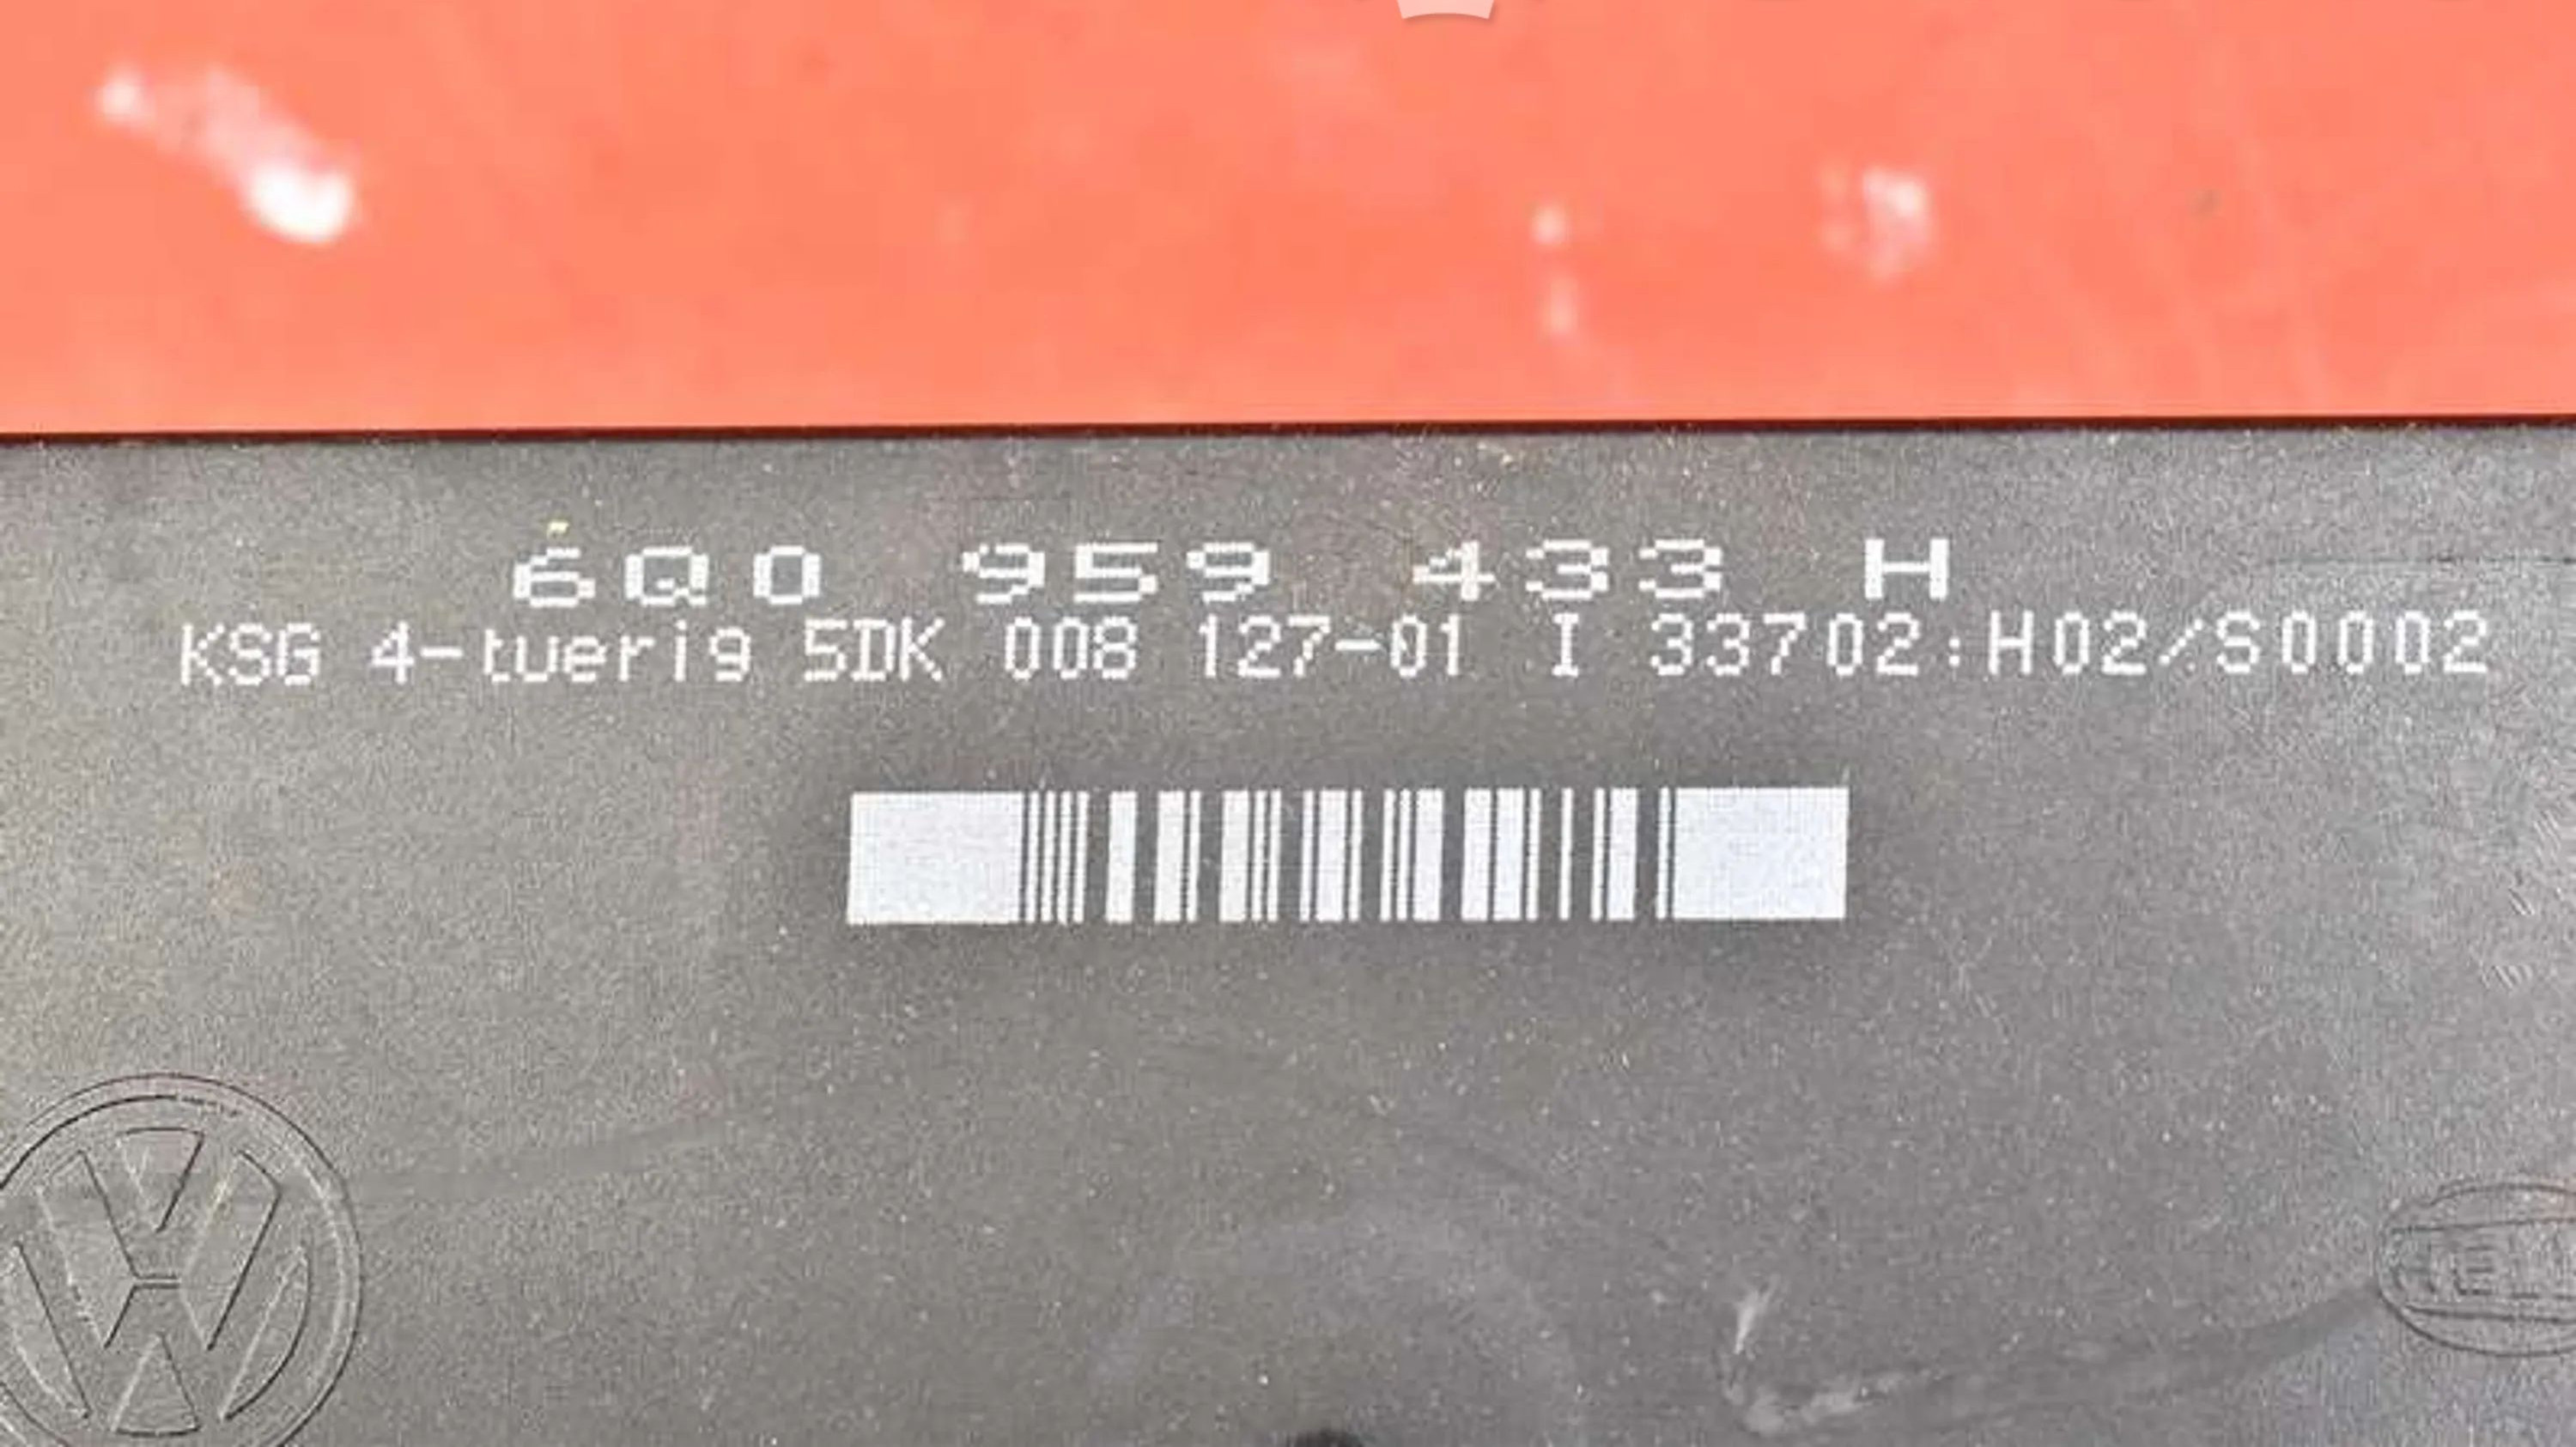 6Q0 959 433 H
KSG 4-tuerig 5DK 008 127-01 I 33702:H02/S0002